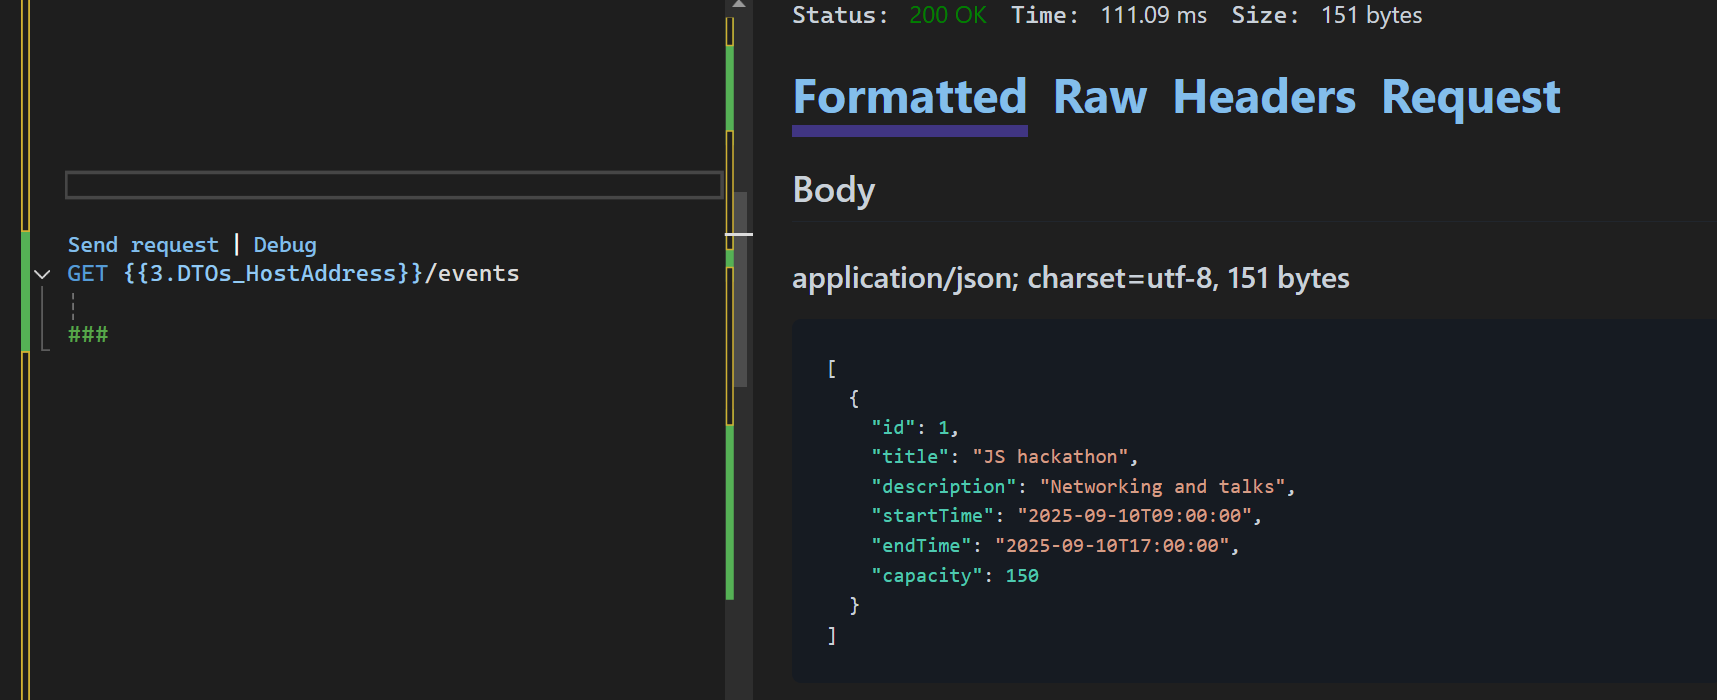 Send request | Debug
GET {{3.DTOs_HostAddress}}/events
###
Status: 200 OK Time: 111.09 ms Size: 151 bytes
Formatted Raw Headers Request
Body
application/json; charset=utf-8, 151 bytes
[
  {
    "id": 1,
    "title": "JS hackathon",
    "description": "Networking and talks",
    "startTime": "2025-09-10T09:00:00",
    "endTime": "2025-09-10T17:00:00",
    "capacity": 150
  }
]